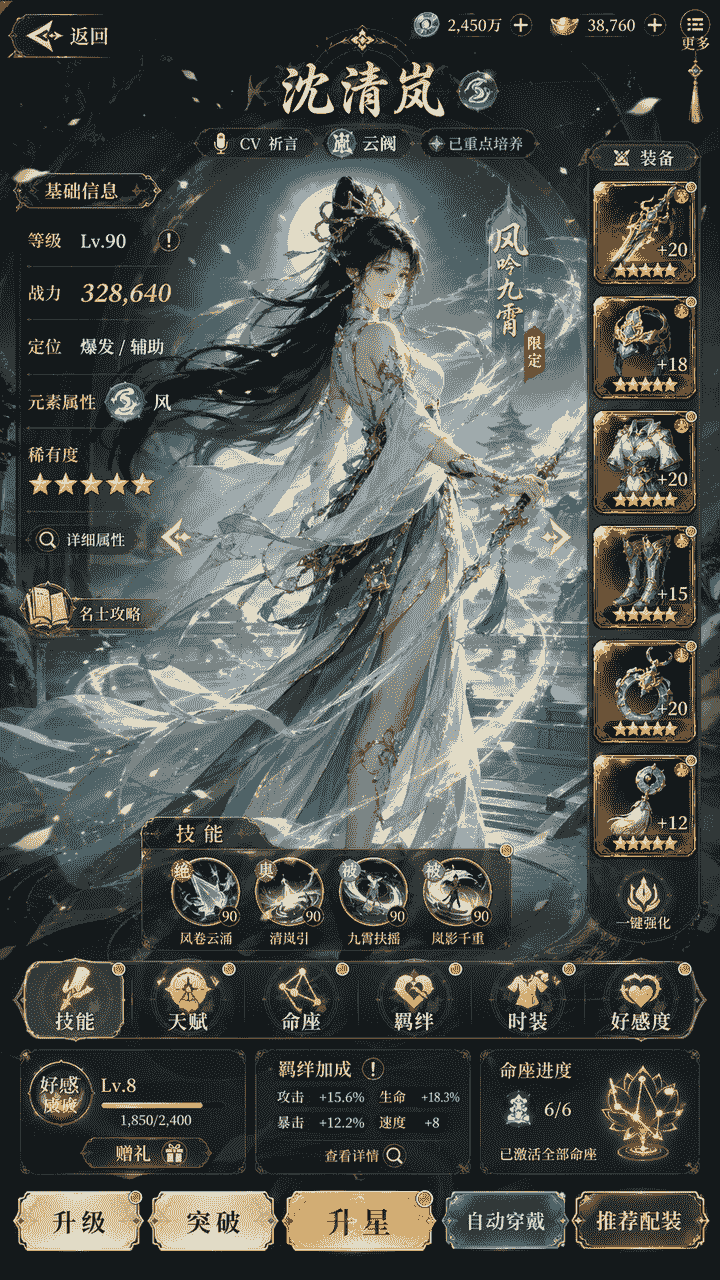 返回
2,450万
38,760
更多
沈清岚
CV 祈言
岚 云阙
已重点培养
基础信息
等级 Lv.90
战力 328,640
定位 爆发 / 辅助
元素属性 风
稀有度
详细属性
名士攻略
风吟九霄
限定
装备
+20
+18
+20
+15
+20
+12
一键强化
技能
绝 90
风卷云涌
奥 90
清岚引
被 90
九霄扶摇
被 90
岚影千重
技能
天赋
命座
羁绊
时装
好感度
好感
Lv.8
1,850/2,400
赠礼
羁绊加成
攻击 +15.6% 生命 +18.3%
暴击 +12.2% 速度 +8
查看详情
命座进度
6/6
已激活全部命座
升级
突破
升星
自动穿戴
推荐配装